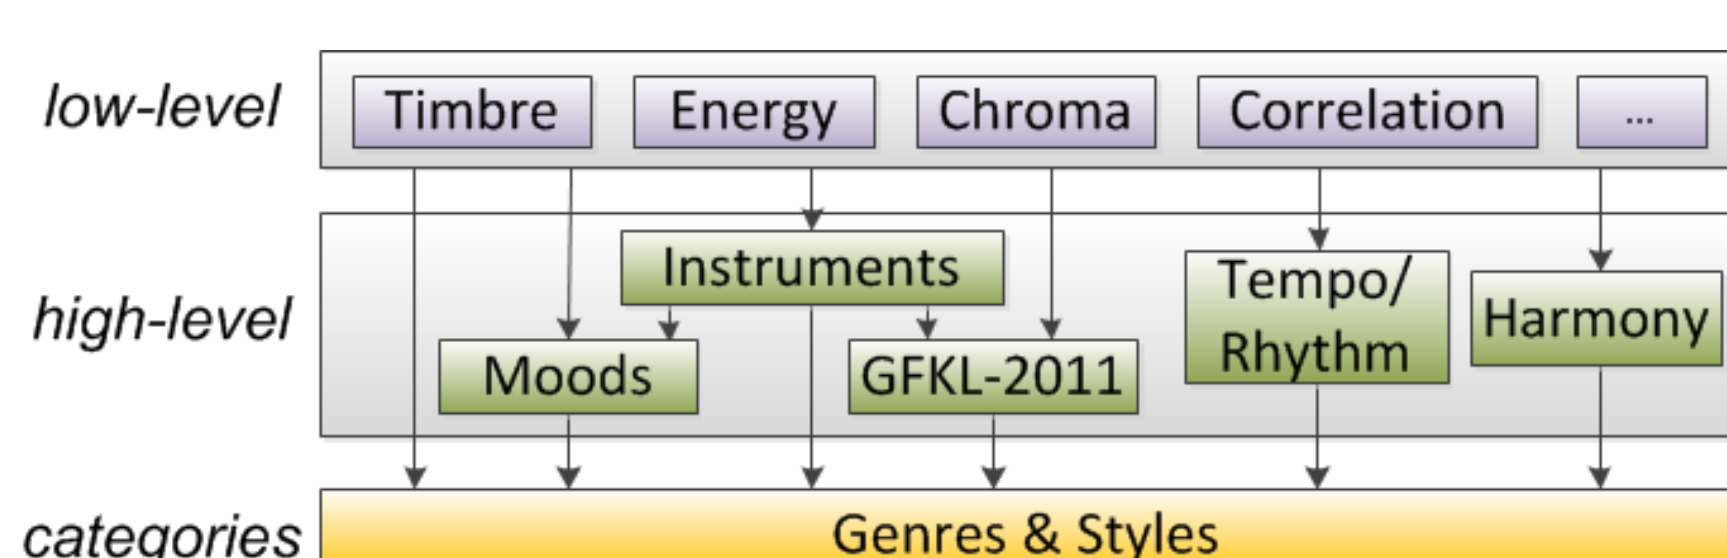 low-level
Timbre
Energy
Chroma
Correlation
...
high-level
Instruments
Tempo/
Rhythm
Harmony
Moods
GFKL-2011
categories
Genres & Styles